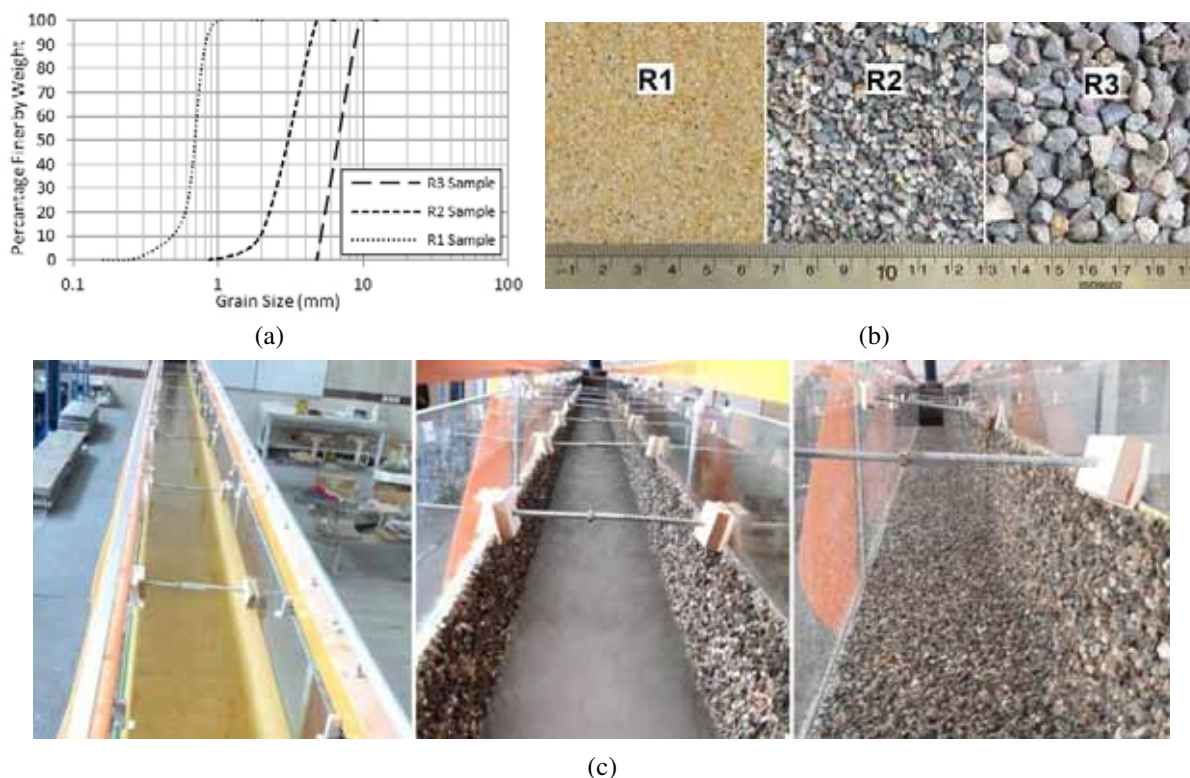 100
90
80
70
60
50
40
30
20
10
0
Percantage Finer by Weight
R3 Sample
R2 Sample
R1 Sample
0.1 1 10 100
Grain Size (mm)
(a)
R1 R2 R3
1 2 3 4 5 6 7 8 9 10 11 12 13 14 15 16 17 18
(b)
(c)